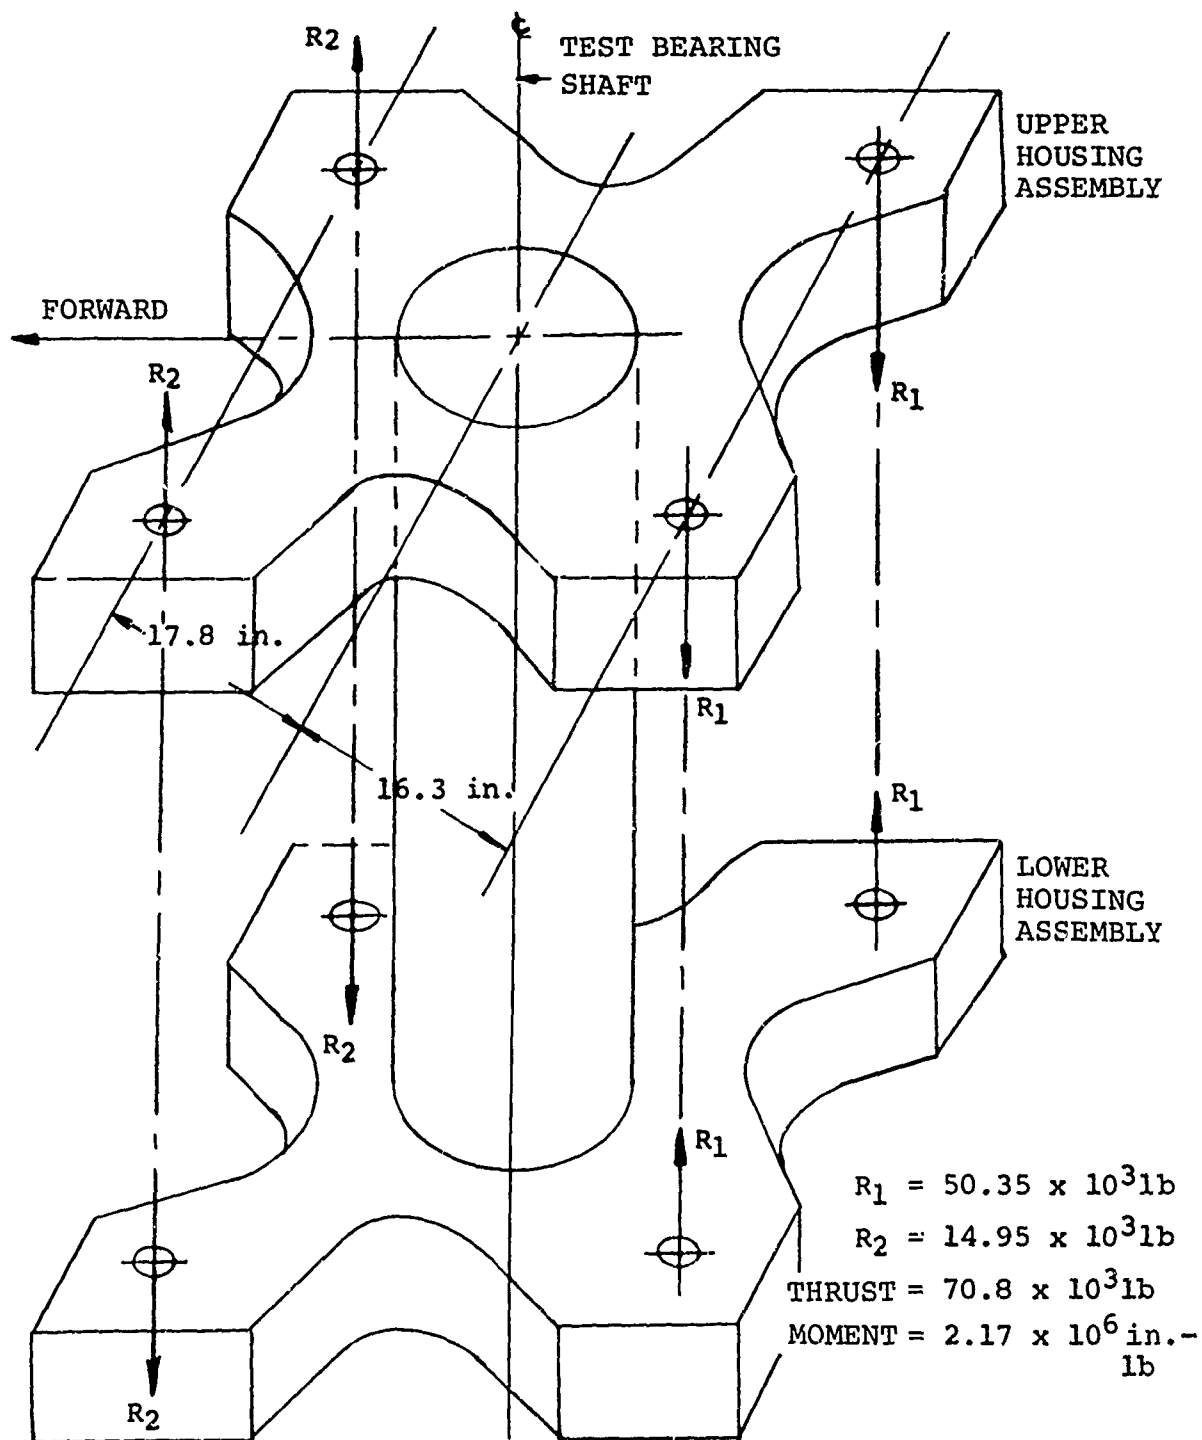 R2
℄
TEST BEARING
SHAFT
UPPER
HOUSING
ASSEMBLY
FORWARD
R2
R1
17.8 in.
R1
16.3 in.
R1
LOWER
HOUSING
ASSEMBLY
R2
R1
R1 = 50.35 x 10³lb
R2 = 14.95 x 10³lb
THRUST = 70.8 x 10³lb
MOMENT = 2.17 x 10⁶ in.-
lb
R2